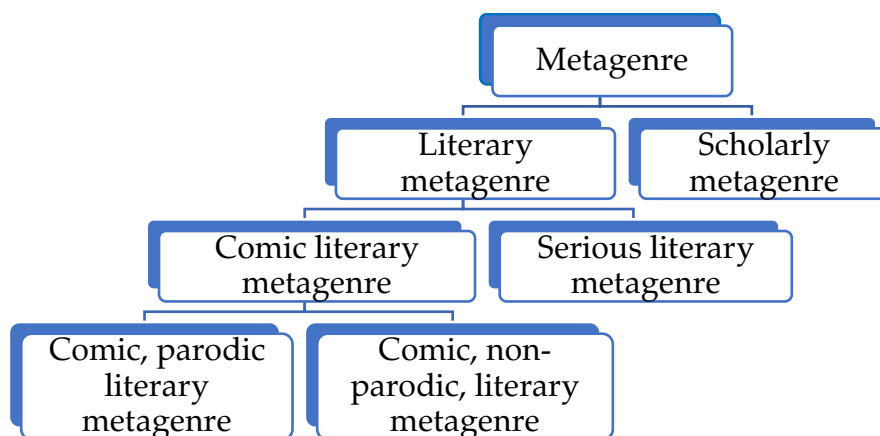 Metagenre
Literary
metagenre
Scholarly
metagenre
Comic literary
metagenre
Serious literary
metagenre
Comic, parodic
literary
metagenre
Comic, non-
parodic, literary
metagenre